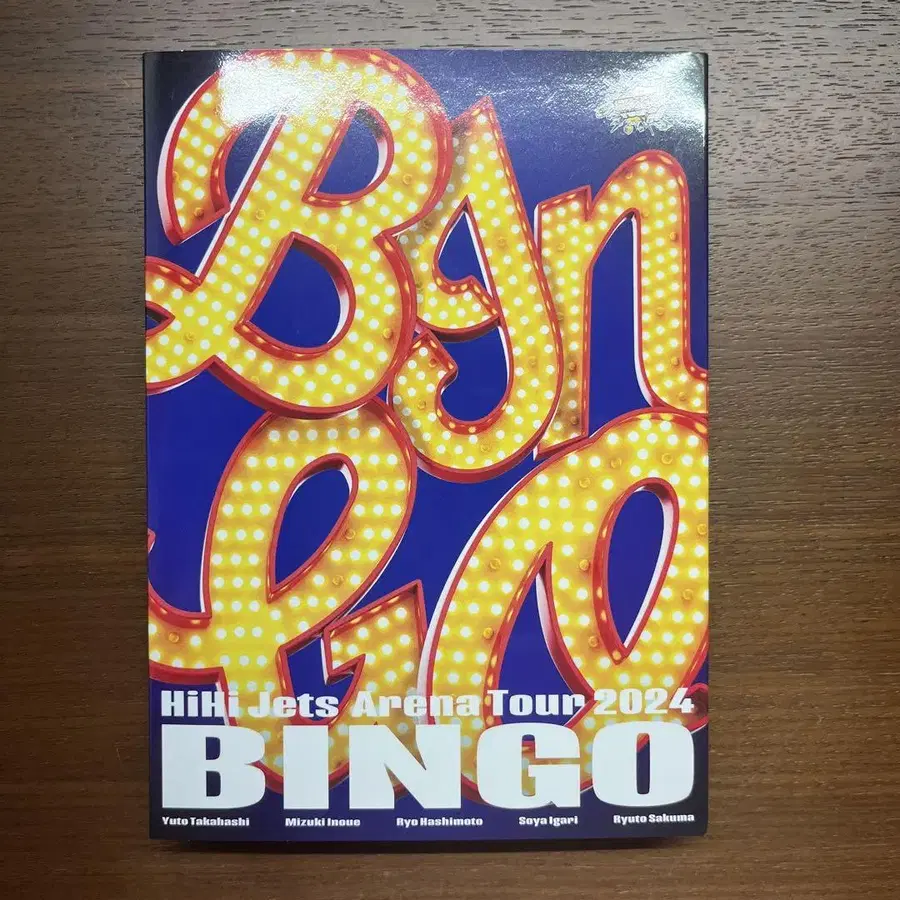 Bingo
HiHi Jets Arena Tour 2024
BINGO
Yuto Takahashi Mizuki Inoue Ryo Hashimoto Soya Igari Ryuto Sakuma